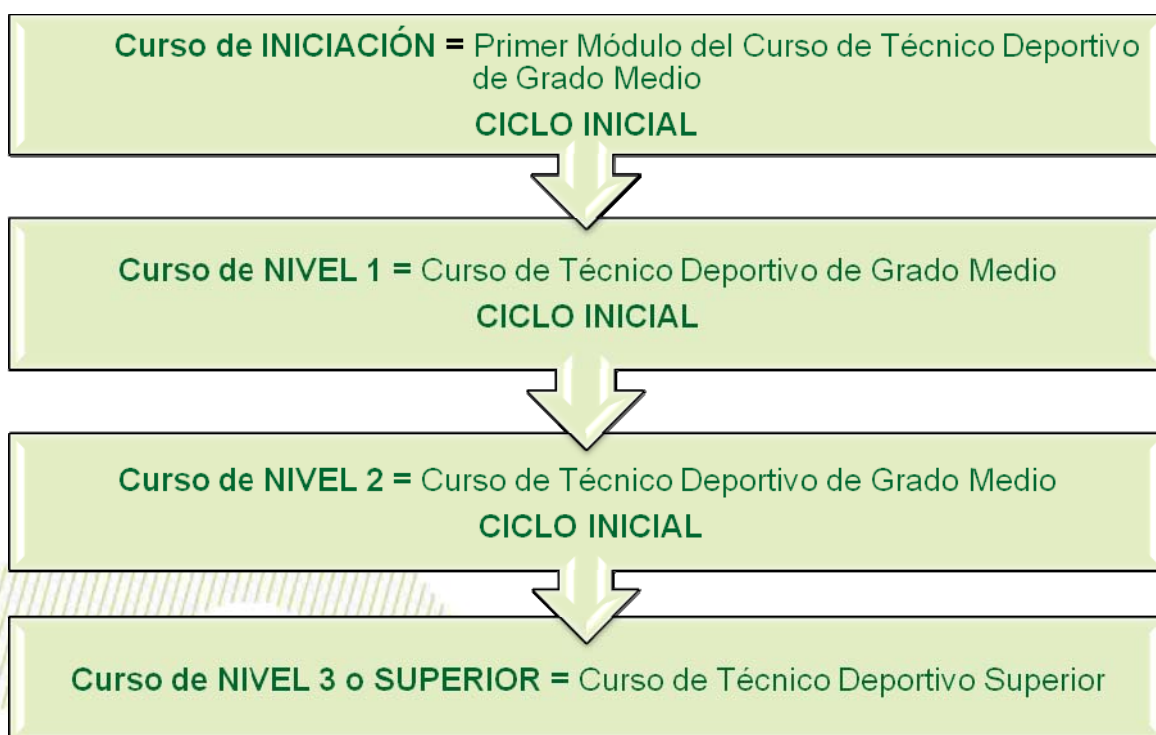 Curso de INICIACIÓN = Primer Módulo del Curso de Técnico Deportivo
de Grado Medio
CICLO INICIAL
Curso de NIVEL 1 = Curso de Técnico Deportivo de Grado Medio
CICLO INICIAL
Curso de NIVEL 2 = Curso de Técnico Deportivo de Grado Medio
CICLO INICIAL
Curso de NIVEL 3 o SUPERIOR = Curso de Técnico Deportivo Superior